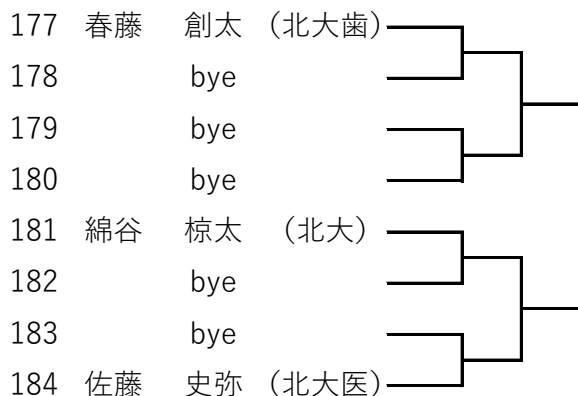 177 春藤 創太 （北大歯）
178 bye
179 bye
180 bye
181 綿谷 椋太 （北大）
182 bye
183 bye
184 佐藤 史弥 （北大医）